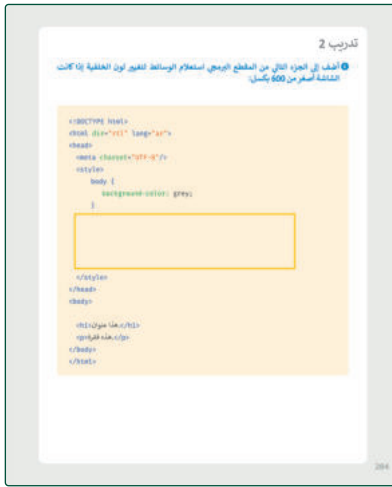 تدريب 2
أضف إلى الجزء التالي من المقطع البرمجي استعلام الوسائط لتغيير لون الخلفية إذا كانت
الشاشة أصغر من 600 بكسل:
<!DOCTYPE html>
<html dir="rtl" lang="ar">
<head>
<meta charset="UTF-8"/>
<style>
body {
background-color: grey;
}
</style>
</head>
<body>
<h1>هذا عنوان.</h1>
<p>هذه فقرة.</p>
</body>
</html>
284